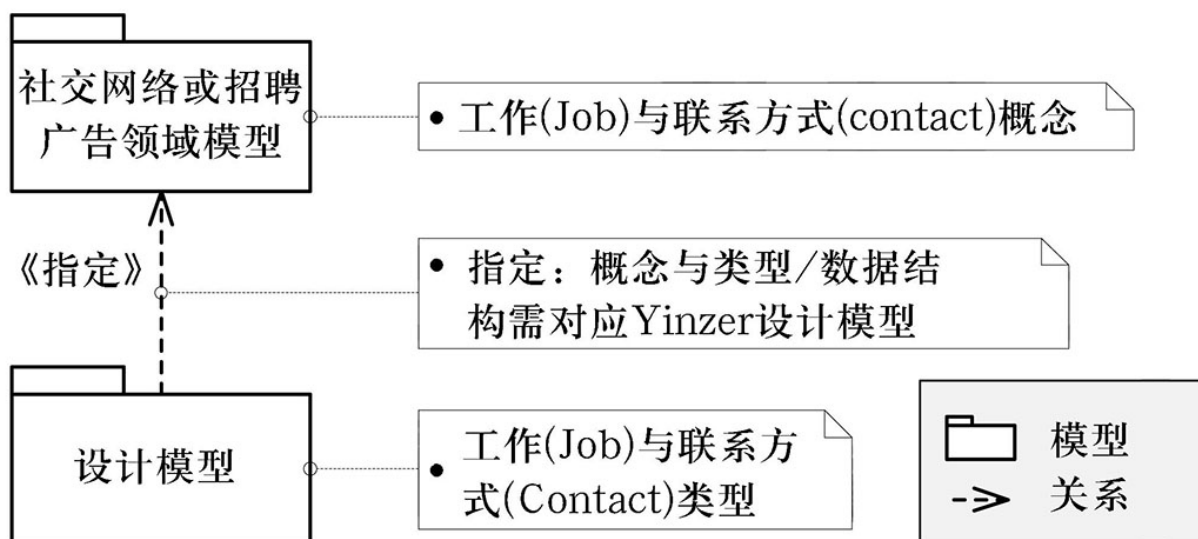 社交网络或招聘
广告领域模型
• 工作(Job)与联系方式(contact)概念
《指定》
• 指定：概念与类型/数据结
构需对应Yinzer设计模型
设计模型
• 工作(Job)与联系方
式(Contact)类型
模型
关系